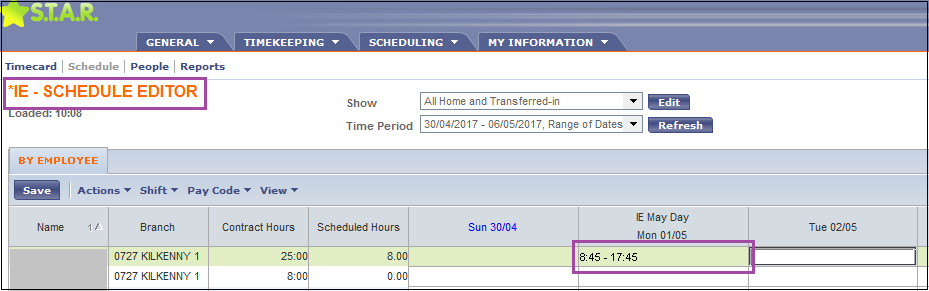 S.T.A.R.
GENERAL TIMEKEEPING SCHEDULING MY INFORMATION
Timecard | Schedule | People | Reports
*IE - SCHEDULE EDITOR
Loaded: 10:08
Show All Home and Transferred-in Edit
Time Period 30/04/2017 - 06/05/2017, Range of Dates Refresh
BY EMPLOYEE
Save Actions Shift Pay Code View
Name 1 Branch Contract Hours Scheduled Hours Sun 30/04 IE May Day Mon 01/05 Tue 02/05
0727 KILKENNY 1 25:00 8.00 8:45 - 17:45
0727 KILKENNY 1 8:00 0.00